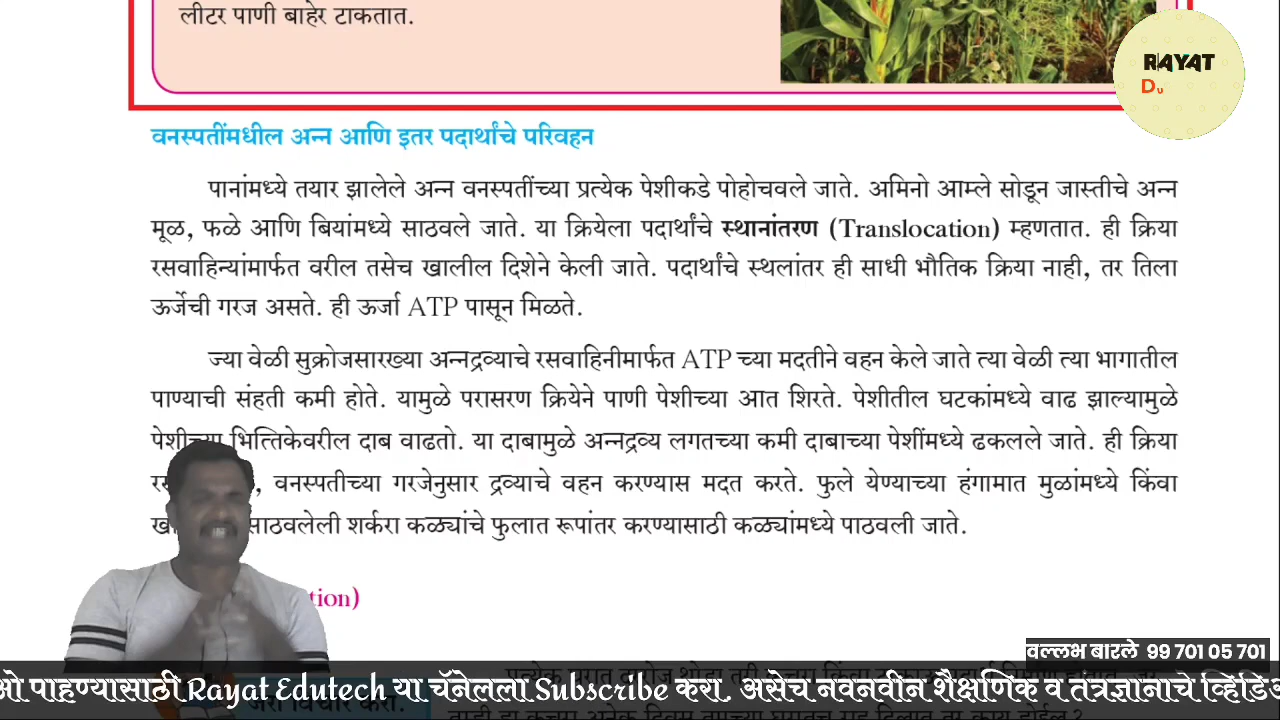 लीटर पाणी बाहेर टाकतात.
RAYAT
Du
वनस्पतींमधील अन्न आणि इतर पदार्थांचे परिवहन
पानांमध्ये तयार झालेले अन्न वनस्पतींच्या प्रत्येक पेशीकडे पोहोचवले जाते. अमिनो आम्ले सोडून जास्तीचे अन्न
मूळ, फळे आणि बियांमध्ये साठवले जाते. या क्रियेला पदार्थांचे स्थानांतरण (Translocation) म्हणतात. ही क्रिया
रसवाहिन्यांमार्फत वरील तसेच खालील दिशेने केली जाते. पदार्थांचे स्थलांतर ही साधी भौतिक क्रिया नाही, तर तिला
ऊर्जेची गरज असते. ही ऊर्जा ATP पासून मिळते.
ज्या वेळी सुक्रोजसारख्या अन्नद्रव्याचे रसवाहिनीमार्फत ATP च्या मदतीने वहन केले जाते त्या वेळी त्या भागातील
पाण्याची संहती कमी होते. यामुळे परासरण क्रियेने पाणी पेशीच्या आत शिरते. पेशीतील घटकांमध्ये वाढ झाल्यामुळे
पेशीच्या भित्तिकेवरील दाब वाढतो. या दाबामुळे अन्नद्रव्य लगतच्या कमी दाबाच्या पेशींमध्ये ढकलले जाते. ही क्रिया
, वनस्पतीच्या गरजेनुसार द्रव्याचे वहन करण्यास मदत करते. फुले येण्याच्या हंगामात मुळांमध्ये किंवा
साठवलेली शर्करा कळ्यांचे फुलात रूपांतर करण्यासाठी कळ्यांमध्ये पाठवली जाते.
tion)
वल्लभ बारले 99 701 05 701
ओ पाहण्यासाठी Rayat Edutech या चॅनेलला Subscribe करा. असेच नवनवीन शैक्षणिक व तंत्रज्ञानाचे व्हिडिअ
जरा विचार करा.